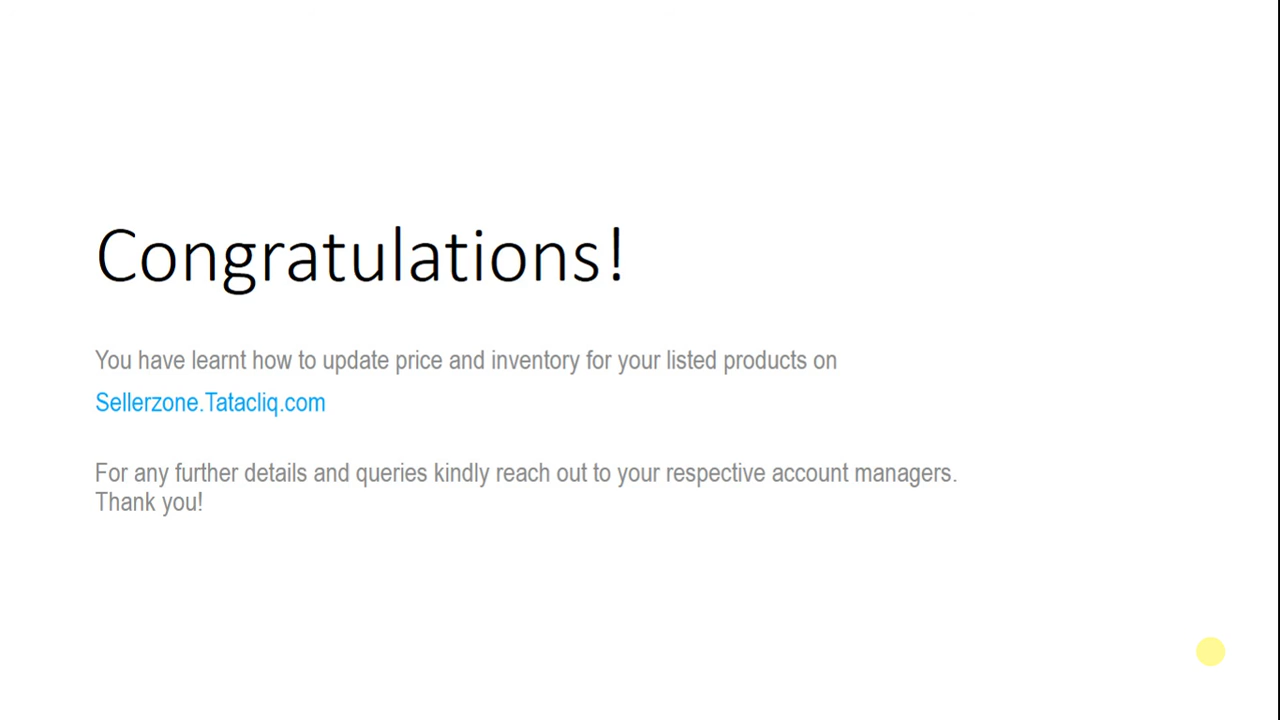 Congratulations!
You have learnt how to update price and inventory for your listed products on
Sellerzone.Tatacliq.com
For any further details and queries kindly reach out to your respective account managers.
Thank you!